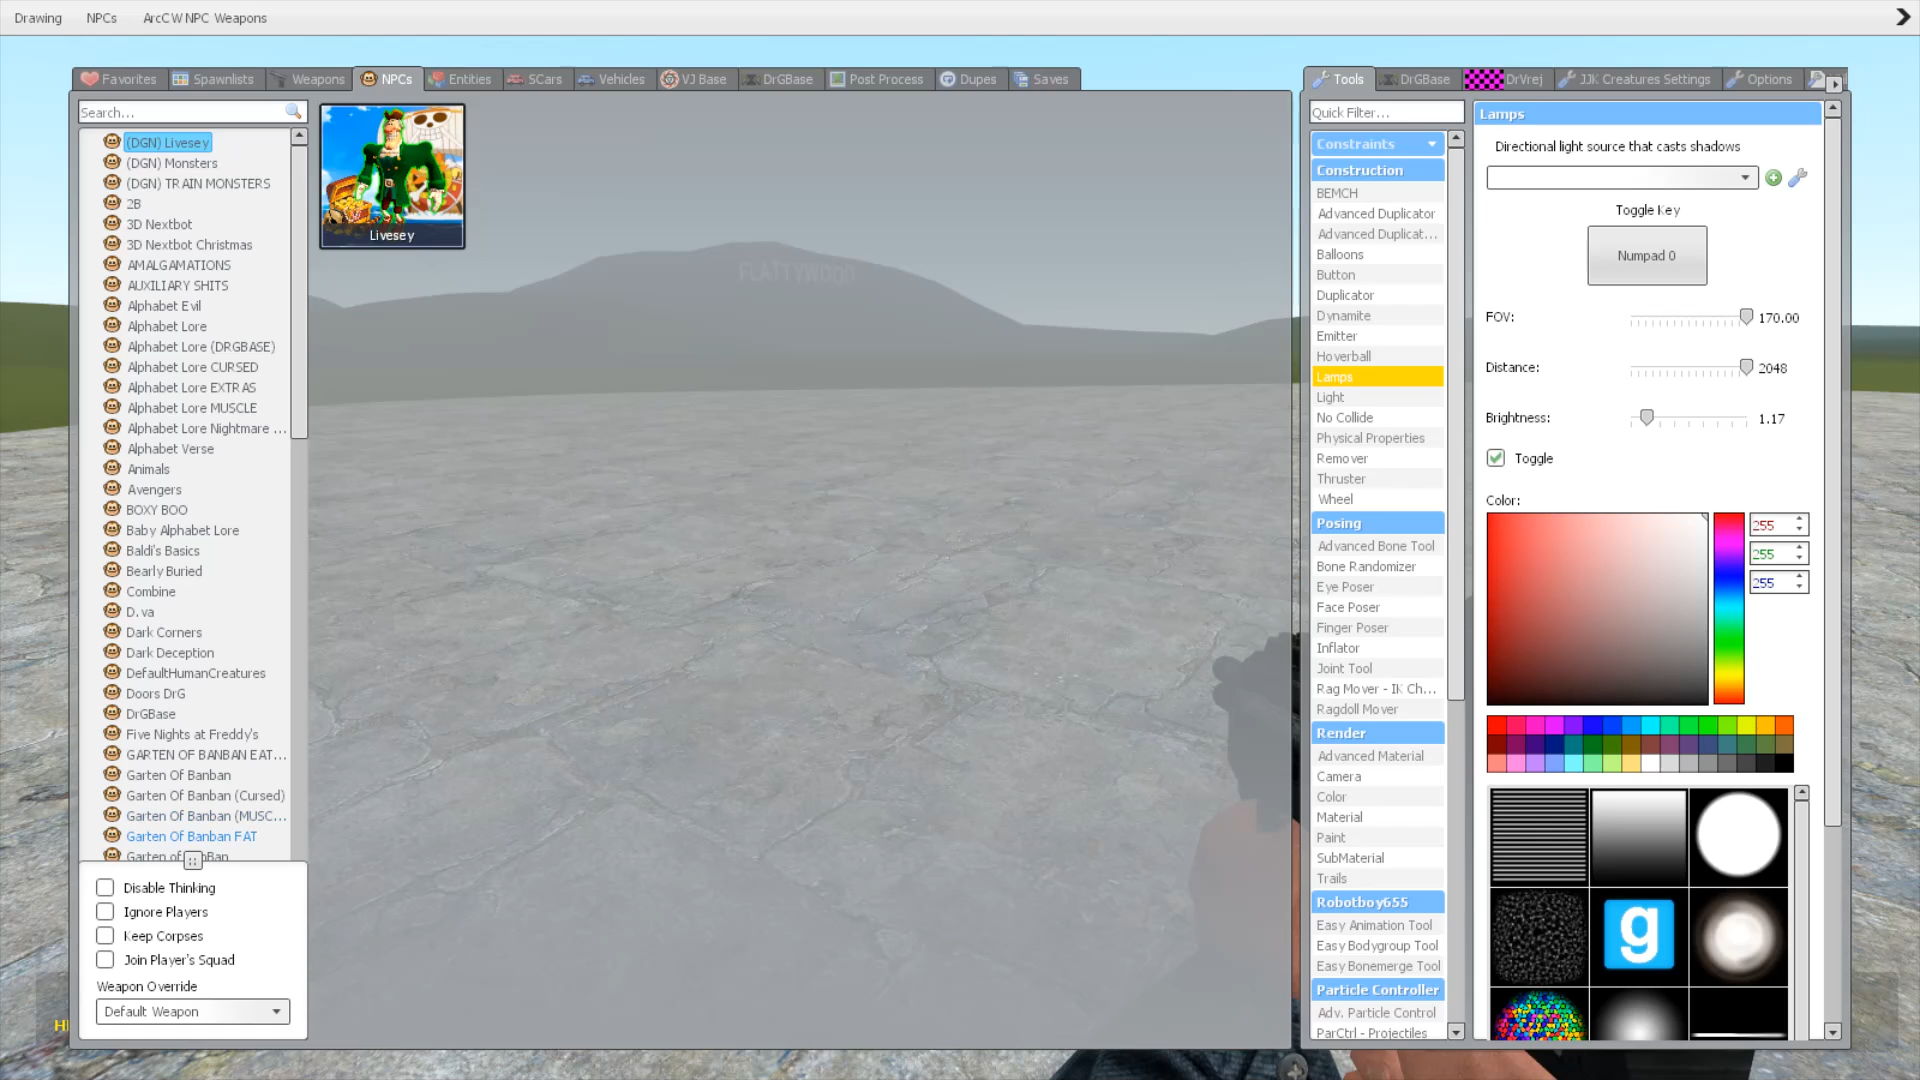 Drawing NPCs ArcCW NPC Weapons
Favorites Spawnlists Weapons NPCs Entities SCars Vehicles VJ Base DrGBase Post Process Dupes Saves
Search...
(DGN) Livesey
(DGN) Monsters
(DGN) TRAIN MONSTERS
2B
3D Nextbot
3D Nextbot Christmas
AMALGAMATIONS
AUXILIARY SHITS
Alphabet Evil
Alphabet Lore
Alphabet Lore (DRGBASE)
Alphabet Lore CURSED
Alphabet Lore EXTRAS
Alphabet Lore MUSCLE
Alphabet Lore Nightmare ...
Alphabet Verse
Animals
Avengers
BOXY BOO
Baby Alphabet Lore
Baldi's Basics
Bearly Buried
Combine
D.va
Dark Corners
Dark Deception
DefaultHumanCreatures
Doors DrG
DrGBase
Five Nights at Freddy's
GARTEN OF BANBAN EAT...
Garten Of Banban
Garten Of Banban (Cursed)
Garten Of Banban (MUSC...
Garten Of Banban FAT
Disable Thinking
Ignore Players
Keep Corpses
Join Player's Squad
Weapon Override
Default Weapon
Livesey
FLATTYWOOD
Tools DrGBase DrVrej JJK Creatures Settings Options
Quick Filter...
Constraints
Construction
BEMCH
Advanced Duplicator
Advanced Duplicat...
Balloons
Button
Duplicator
Dynamite
Emitter
Hoverball
Lamps
Light
No Collide
Physical Properties
Remover
Thruster
Wheel
Posing
Advanced Bone Tool
Bone Randomizer
Eye Poser
Face Poser
Finger Poser
Inflator
Joint Tool
Rag Mover - IK Ch...
Ragdoll Mover
Render
Advanced Material
Camera
Color
Material
Paint
SubMaterial
Trails
Robotboy655
Easy Animation Tool
Easy Bodygroup Tool
Easy Bonemerge Tool
Particle Controller
Adv. Particle Control
ParCtrl - Projectiles
Lamps
Directional light source that casts shadows
Toggle Key
Numpad 0
FOV: 170.00
Distance: 2048
Brightness: 1.17
Toggle
Color:
255
255
255
g